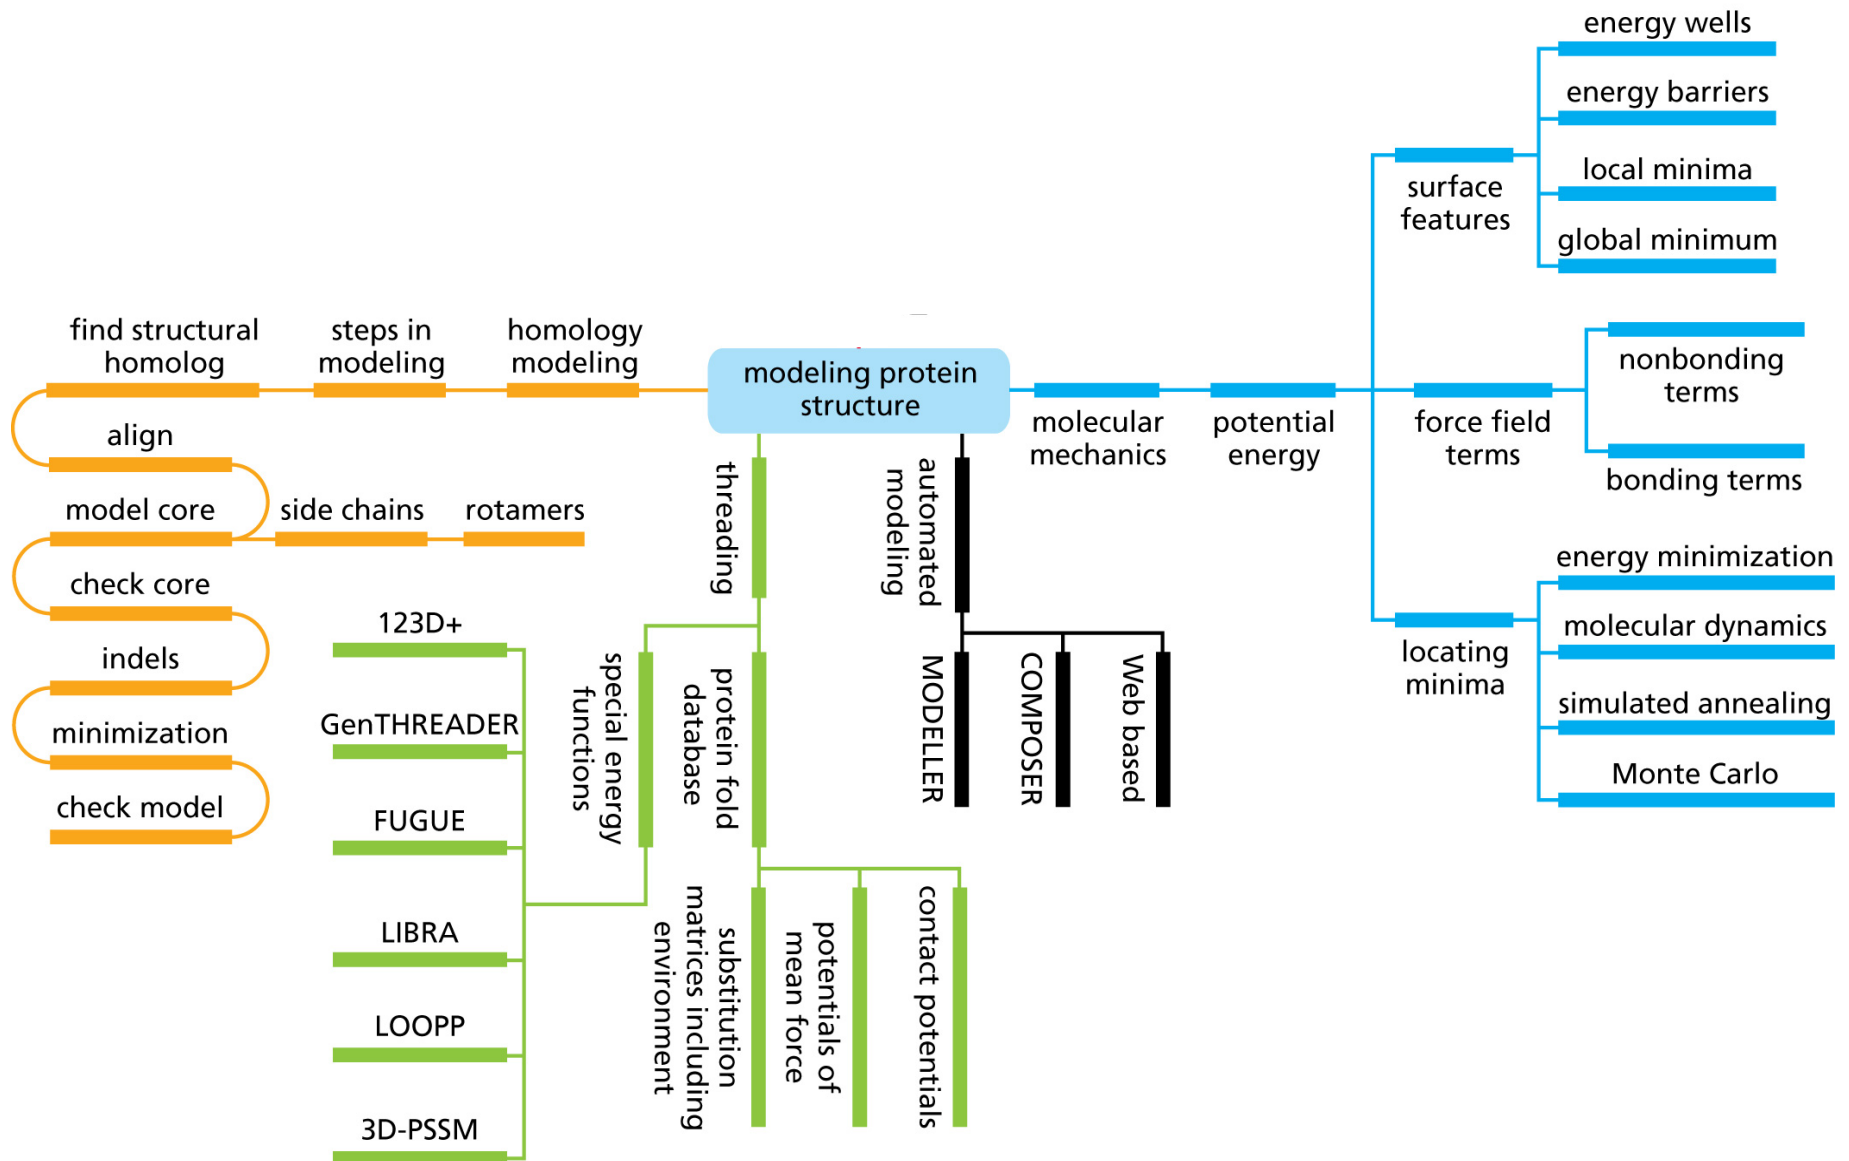 energy wells
energy barriers
local minima
surface
features
global minimum
find structural
homolog
steps in
modeling
homology
modeling
modeling protein
structure
molecular
mechanics
potential
energy
force field
terms
nonbonding
terms
bonding terms
align
model core
side chains
rotamers
check core
indels
minimization
check model
threading
automated
modeling
energy minimization
molecular dynamics
locating
minima
simulated annealing
Monte Carlo
123D+
GenTHREADER
FUGUE
LIBRA
LOOPP
3D-PSSM
special energy
functions
protein fold
database
MODELLER
COMPOSER
Web based
substitution
matrices including
environment
potentials of
mean force
contact potentials